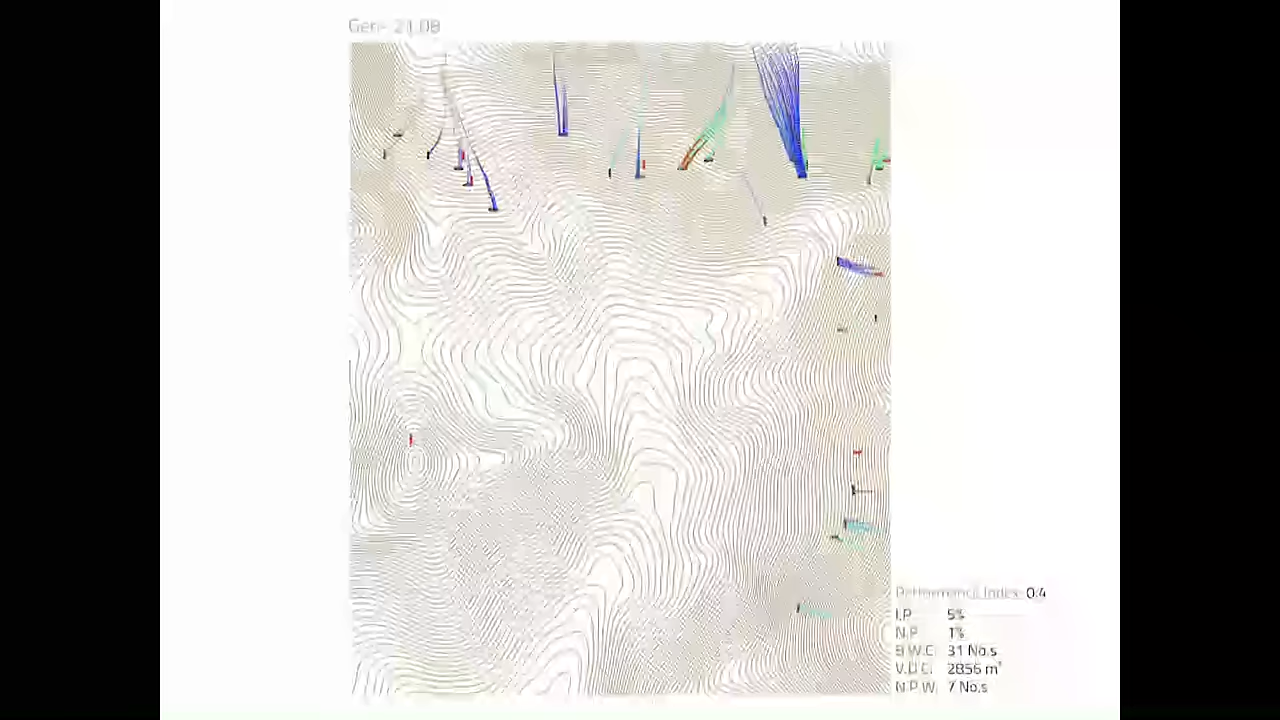 Gen- 21.08
Performance Index 0.4
I.P. 5%
N.P 1%
B.W.C. 31 No.s
V.D.C. 2856 m³
N.P.W. 7 No.s